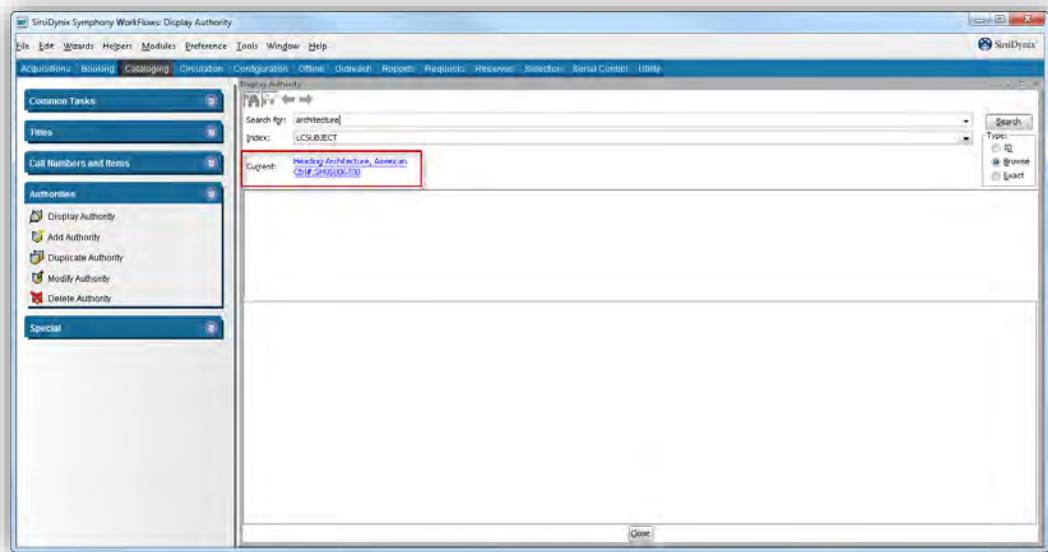 SirsiDynix Symphony WorkFlows: Display Authority
File Edit Wizards Helpers Modules Preference Tools Window Help
SirsiDynix
Acquisitions Booking Cataloging Circulation Configuration Offline Outreach Reports Requests Reserves Selection Serial Control Utility
Display Authority
Common Tasks
Titles
Call Numbers and Items
Authorities
Display Authority
Add Authority
Duplicate Authority
Modify Authority
Delete Authority
Special
Search for: architecture
Index: LCSUBJECT
Current: Heading:Architecture, American
Ctrl#:
Search
Type:
ID
Browse
Exact
Close